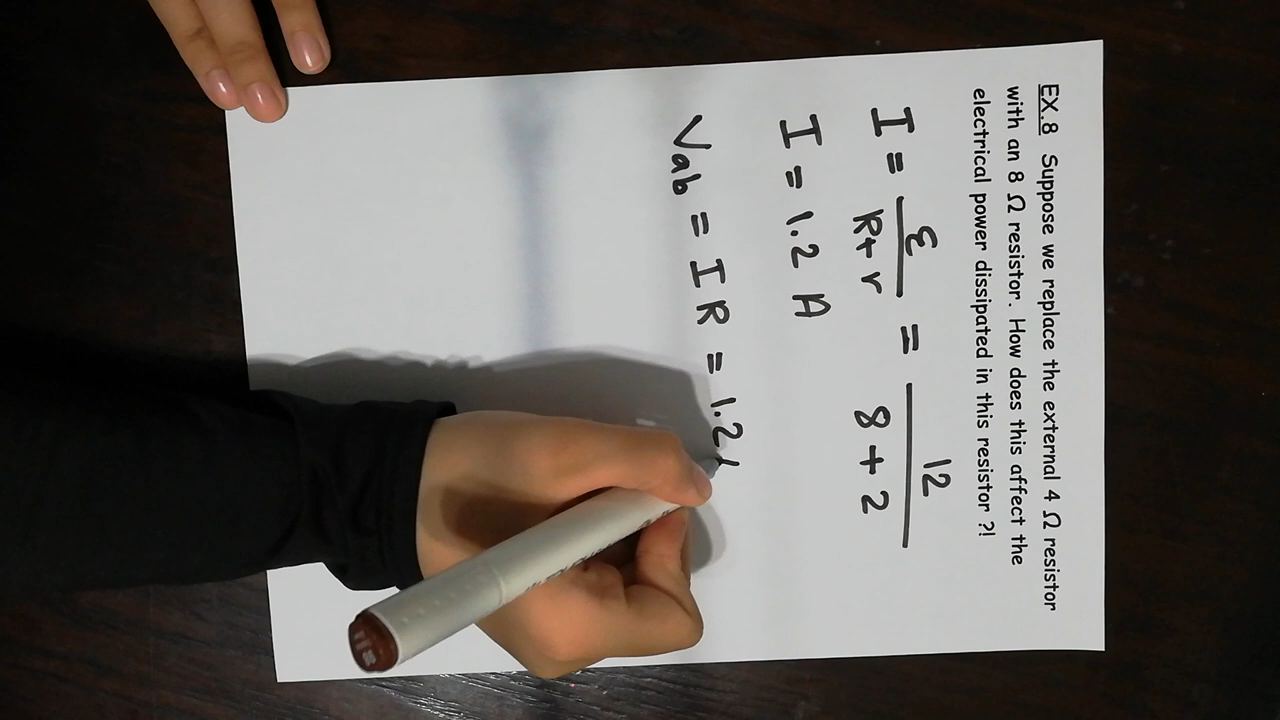 EX.8 Suppose we replace the external 4 Ω resistor
with an 8 Ω resistor. How does this affect the
electrical power dissipated in this resistor ?!
I = ε / R+r = 12 / 8+2
I = 1.2 A
Vab = IR = 1.2